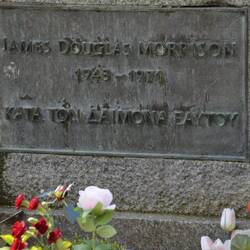 JAMES DOUGLAS MORRISON
1943 - 1971
ΚΑΤΑ ΤΟΝ ΔΑΙΜΟΝΑ ΕΑΥΤΟΥ